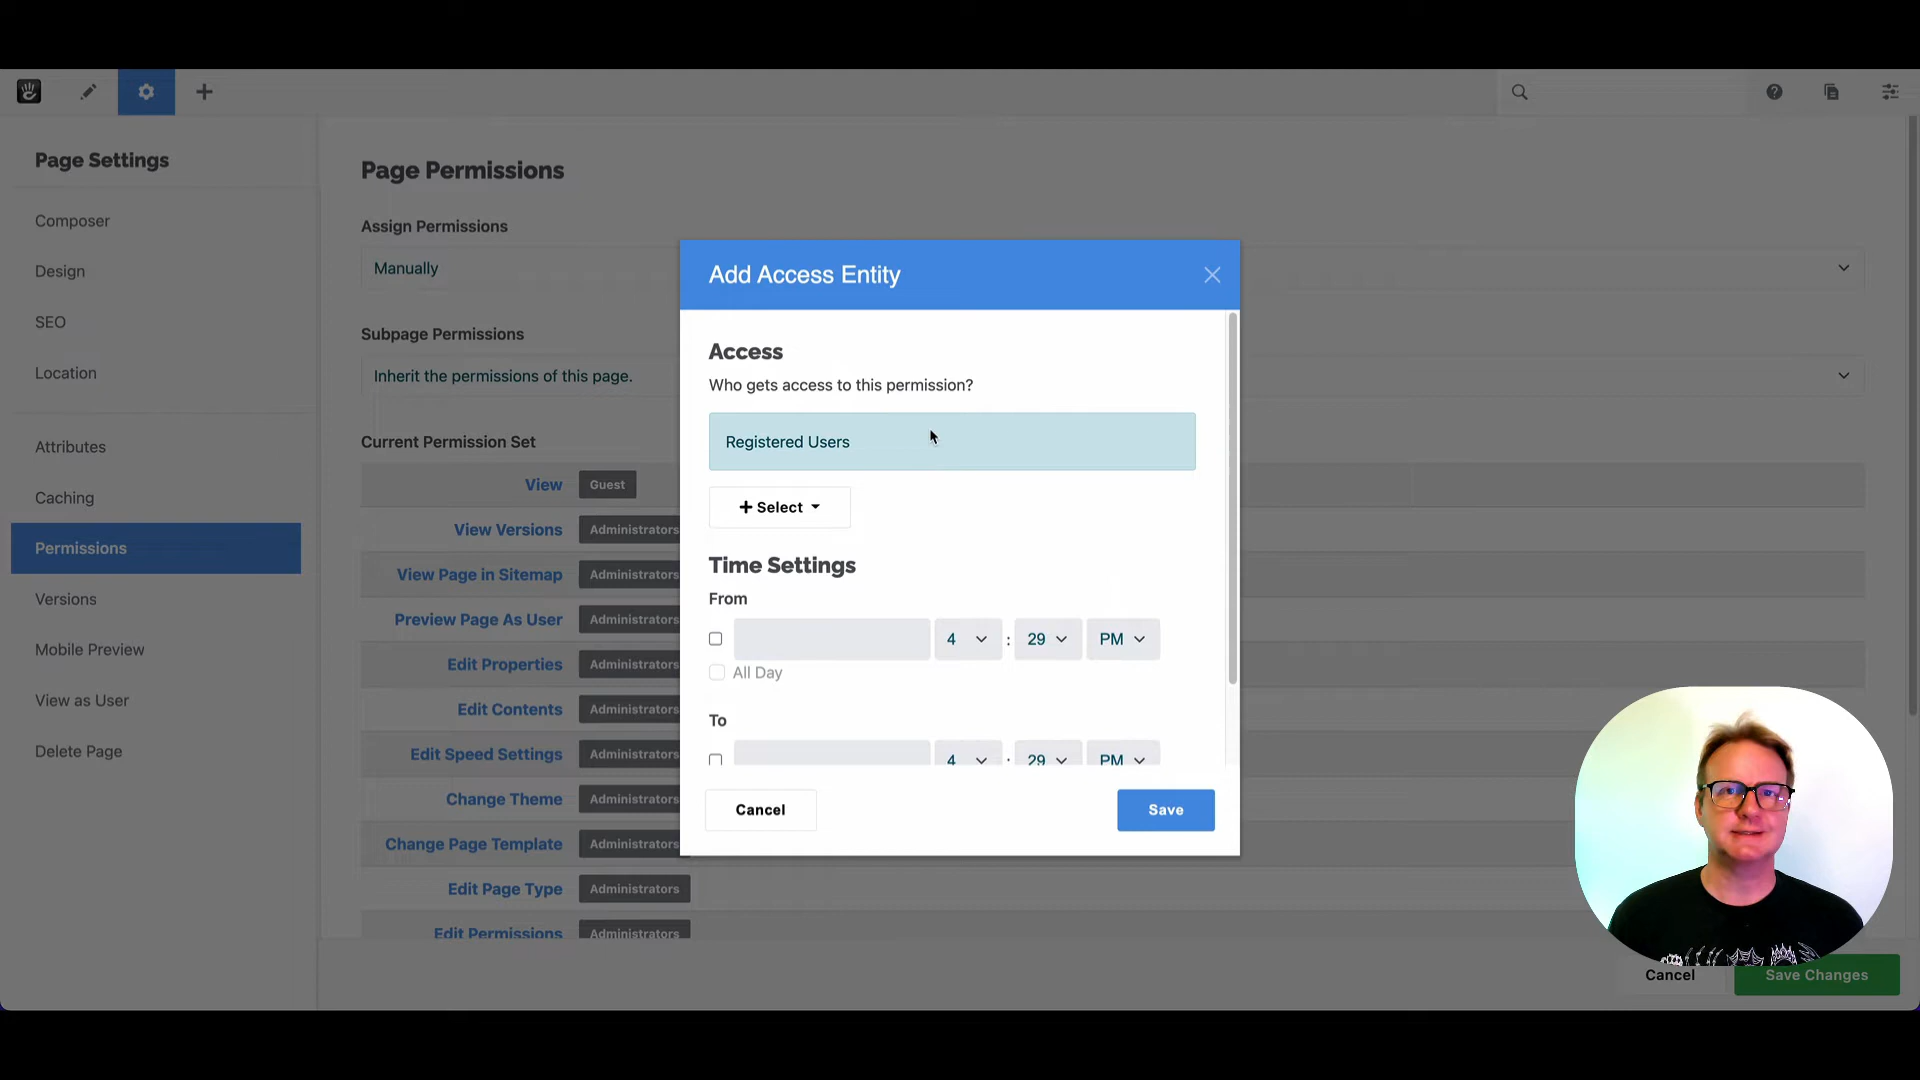 Page Settings
Composer
Design
SEO
Location
Attributes
Caching
Permissions
Versions
Mobile Preview
View as User
Delete Page
Page Permissions
Assign Permissions
Manually
Subpage Permissions
Inherit the permissions of this page.
Current Permission Set
View Guest
View Versions Administrators
View Page in Sitemap Administrators
Preview Page As User Administrators
Edit Properties Administrators
Edit Contents Administrators
Edit Speed Settings Administrators
Change Theme Administrators
Change Page Template Administrators
Edit Page Type Administrators
Edit Permissions Administrators
Add Access Entity
Access
Who gets access to this permission?
Registered Users
+ Select
Time Settings
From
4 : 29 PM
All Day
To
4 : 29 PM
Cancel Save
Cancel Save Changes